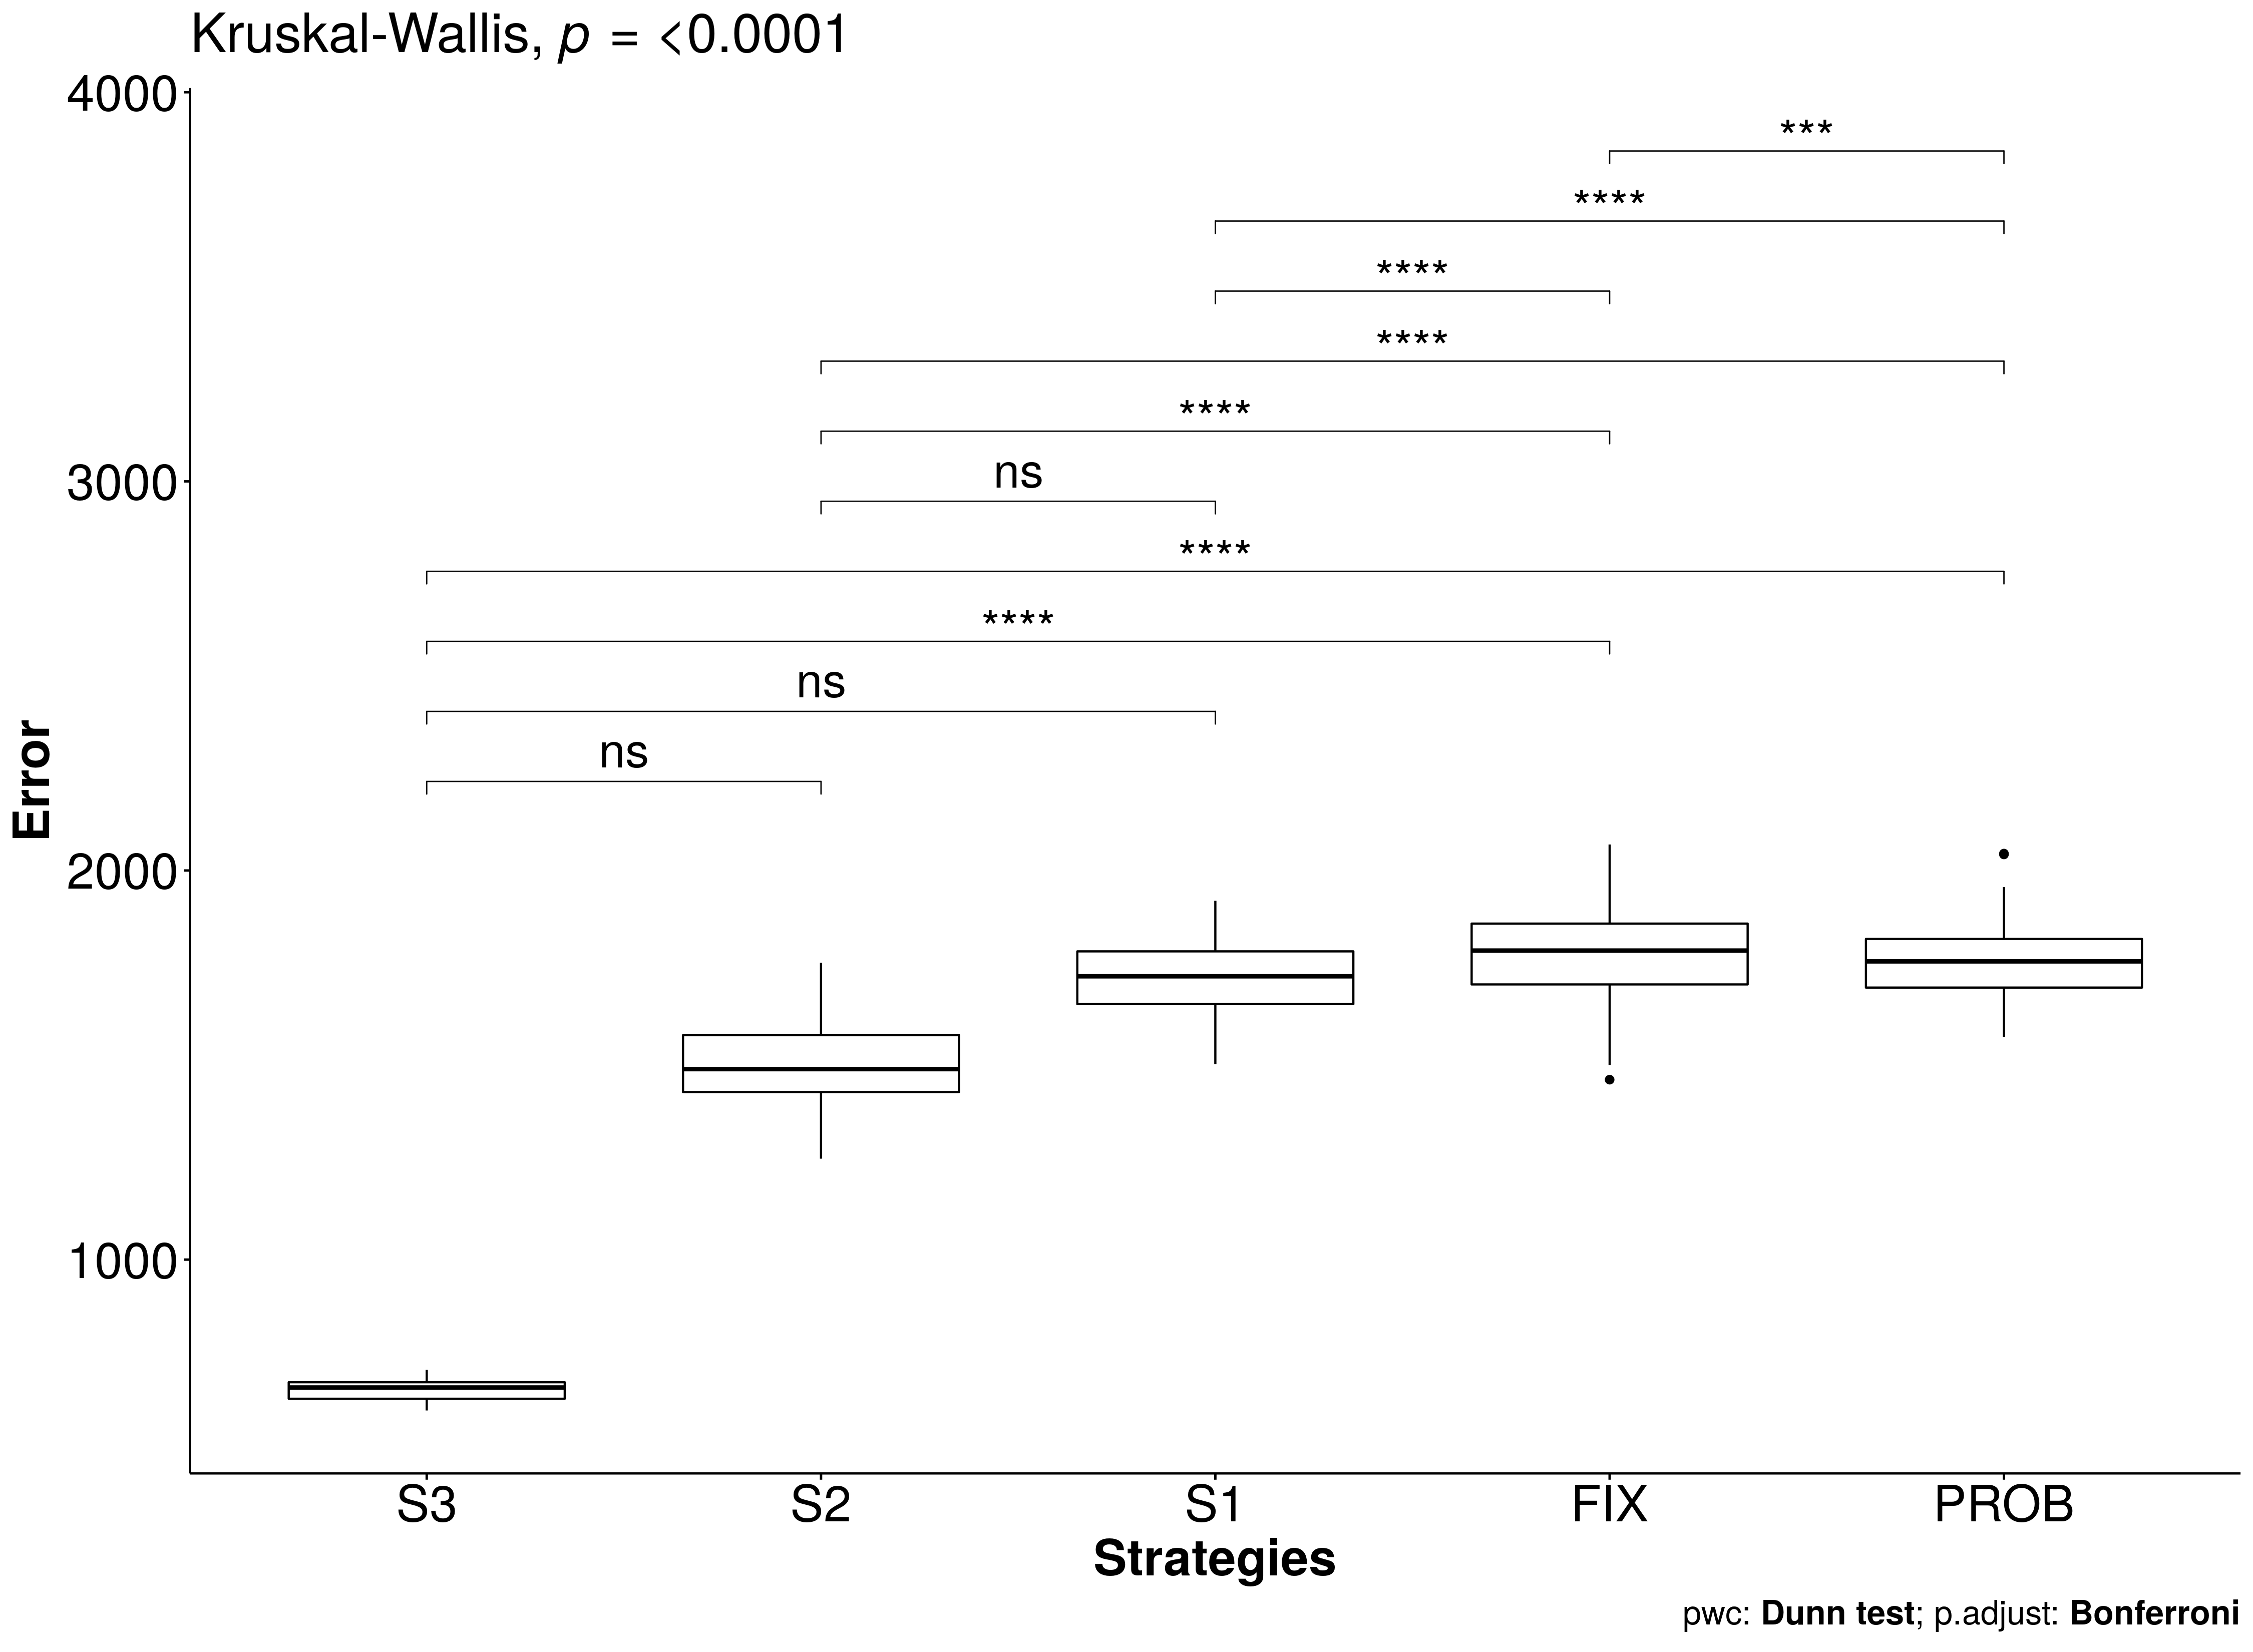 Kruskal-Wallis, p = <0.0001
4000
3000
2000
1000
Error
***
****
****
****
****
ns
****
****
ns
ns
S3 S2 S1 FIX PROB
Strategies
pwc: Dunn test; p.adjust: Bonferroni